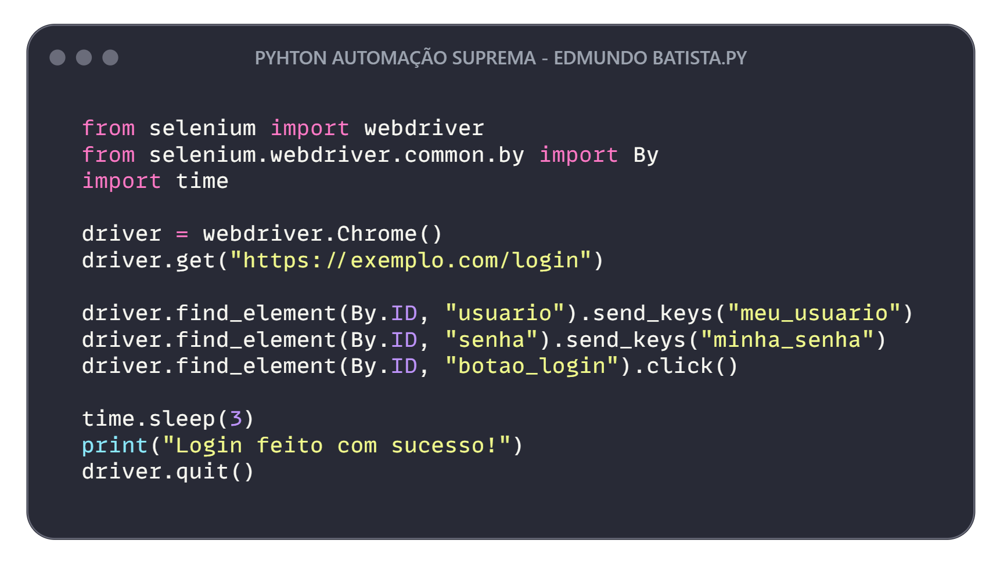 PYHTON AUTOMAÇÃO SUPREMA - EDMUNDO BATISTA.PY
from selenium import webdriver
from selenium.webdriver.common.by import By
import time
driver = webdriver.Chrome()
driver.get("https://exemplo.com/login")
driver.find_element(By.ID, "usuario").send_keys("meu_usuario")
driver.find_element(By.ID, "senha").send_keys("minha_senha")
driver.find_element(By.ID, "botao_login").click()
time.sleep(3)
print("Login feito com sucesso!")
driver.quit()